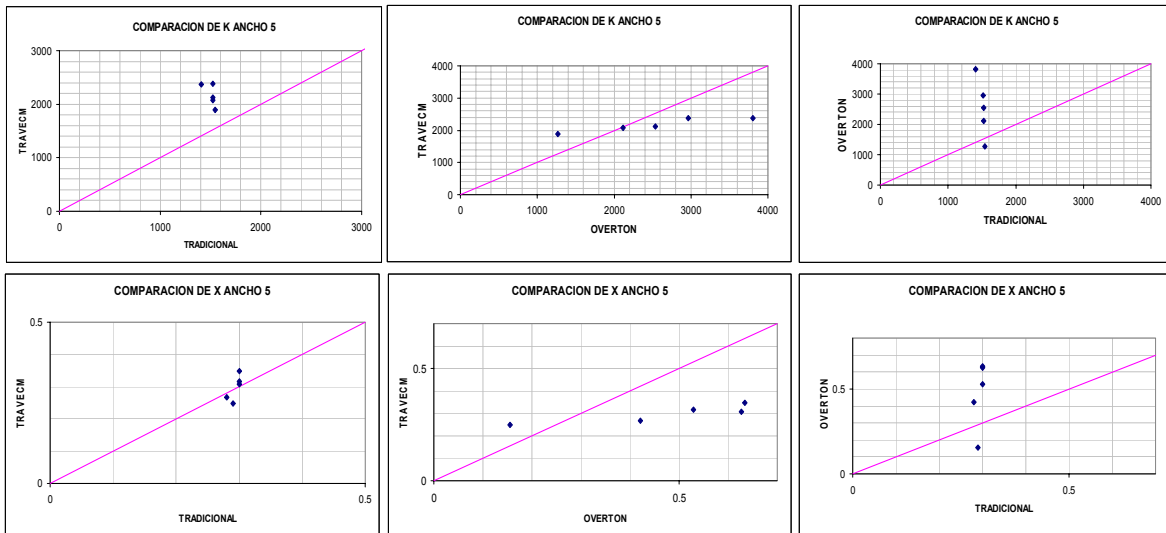 COMPARACION DE K ANCHO 5
3000
2000
1000
0
0 1000 2000 3000
TRAVECM
TRADICIONAL
COMPARACION DE K ANCHO 5
4000
3000
2000
1000
0
0 1000 2000 3000 4000
TRAVECM
OVERTON
COMPARACION DE K ANCHO 5
4000
3000
2000
1000
0
0 1000 2000 3000 4000
OVERTON
TRADICIONAL
COMPARACION DE X ANCHO 5
0.5
0
0 0.5
TRAVECM
TRADICIONAL
COMPARACION DE X ANCHO 5
0.5
0
0 0.5
TRAVECM
OVERTON
COMPARACION DE X ANCHO 5
0.5
0
0 0.5
OVERTON
TRADICIONAL